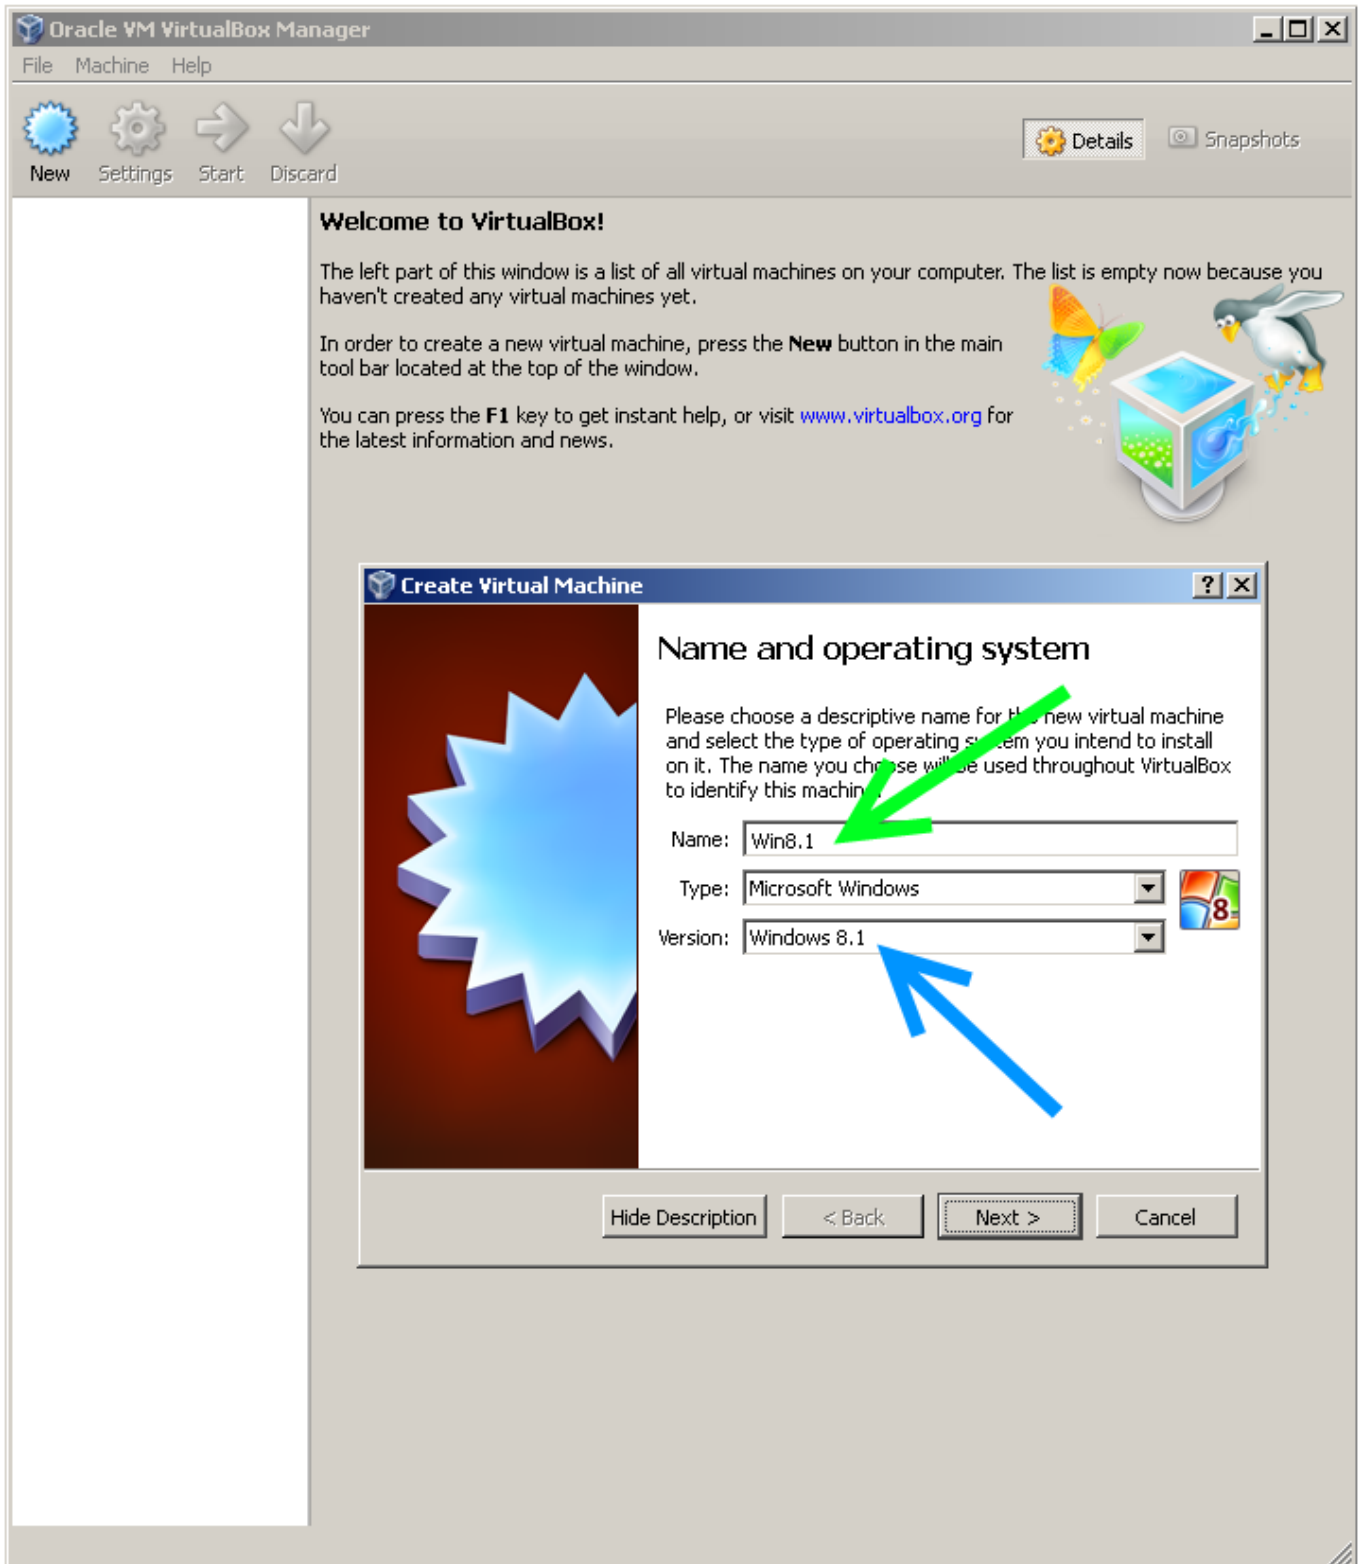 Oracle VM VirtualBox Manager
File Machine Help
New Settings Start Discard
Details Snapshots
Welcome to VirtualBox!
The left part of this window is a list of all virtual machines on your computer. The list is empty now because you
haven't created any virtual machines yet.
In order to create a new virtual machine, press the New button in the main
tool bar located at the top of the window.
You can press the F1 key to get instant help, or visit www.virtualbox.org for
the latest information and news.
Create Virtual Machine
Name and operating system
Please choose a descriptive name for the new virtual machine
and select the type of operating system you intend to install
on it. The name you choose will be used throughout VirtualBox
to identify this machine.
Name: Win8.1
Type: Microsoft Windows
8
Version: Windows 8.1
Hide Description < Back Next > Cancel